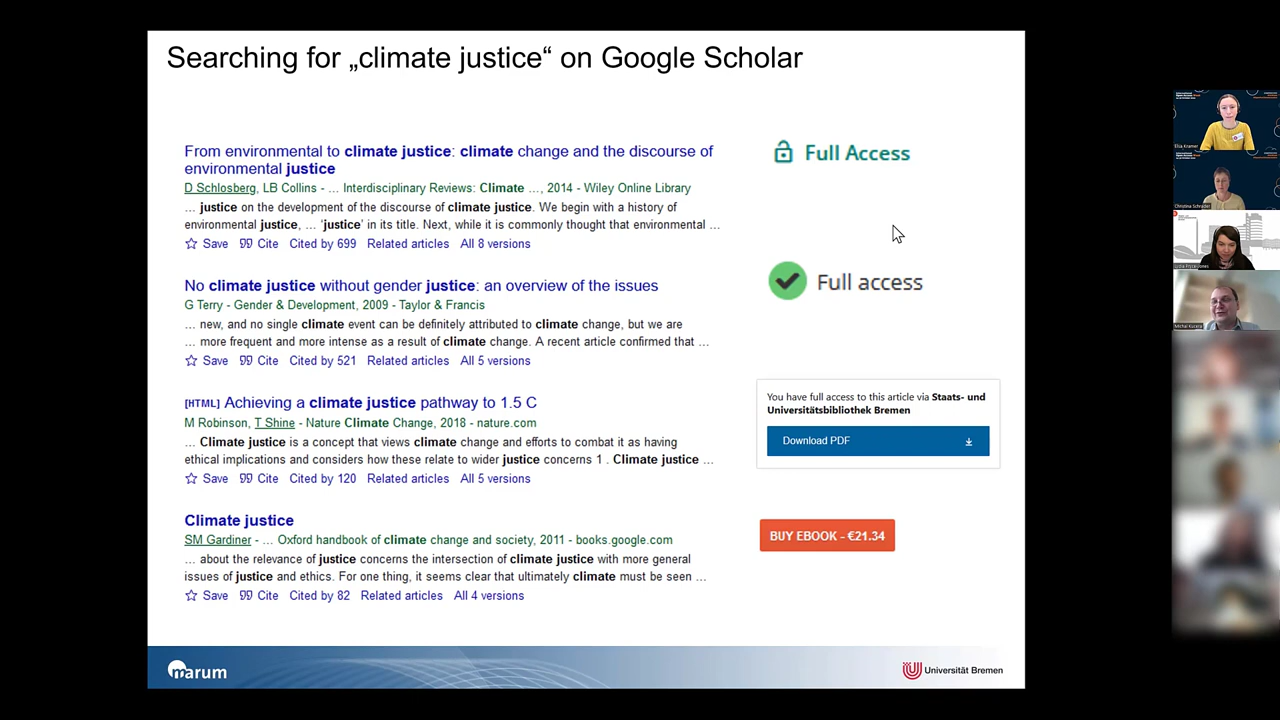 Searching for „climate justice“ on Google Scholar
From environmental to climate justice: climate change and the discourse of
environmental justice
D Schlosberg, LB Collins - … Interdisciplinary Reviews: Climate …, 2014 - Wiley Online Library
… justice on the development of the discourse of climate justice. We begin with a history of
environmental justice, … ‘justice’ in its title. Next, while it is commonly thought that environmental …
Save Cite Cited by 699 Related articles All 8 versions
Full Access
No climate justice without gender justice: an overview of the issues
G Terry - Gender & Development, 2009 - Taylor & Francis
… new, and no single climate event can be definitely attributed to climate change, but we are
… more frequent and more intense as a result of climate change. A recent article confirmed that …
Save Cite Cited by 521 Related articles All 5 versions
Full access
[HTML] Achieving a climate justice pathway to 1.5 C
M Robinson, T Shine - Nature Climate Change, 2018 - nature.com
… Climate justice is a concept that views climate change and efforts to combat it as having
ethical implications and considers how these relate to wider justice concerns 1 . Climate justice …
Save Cite Cited by 120 Related articles All 5 versions
You have full access to this article via Staats- und
Universitätsbibliothek Bremen
Download PDF
Climate justice
SM Gardiner - … Oxford handbook of climate change and society, 2011 - books.google.com
… about the relevance of justice concerns the intersection of climate justice with more general
issues of justice and ethics. For one thing, it seems clear that ultimately climate must be seen …
Save Cite Cited by 82 Related articles All 4 versions
BUY EBOOK - €21.34
marum
Universität Bremen